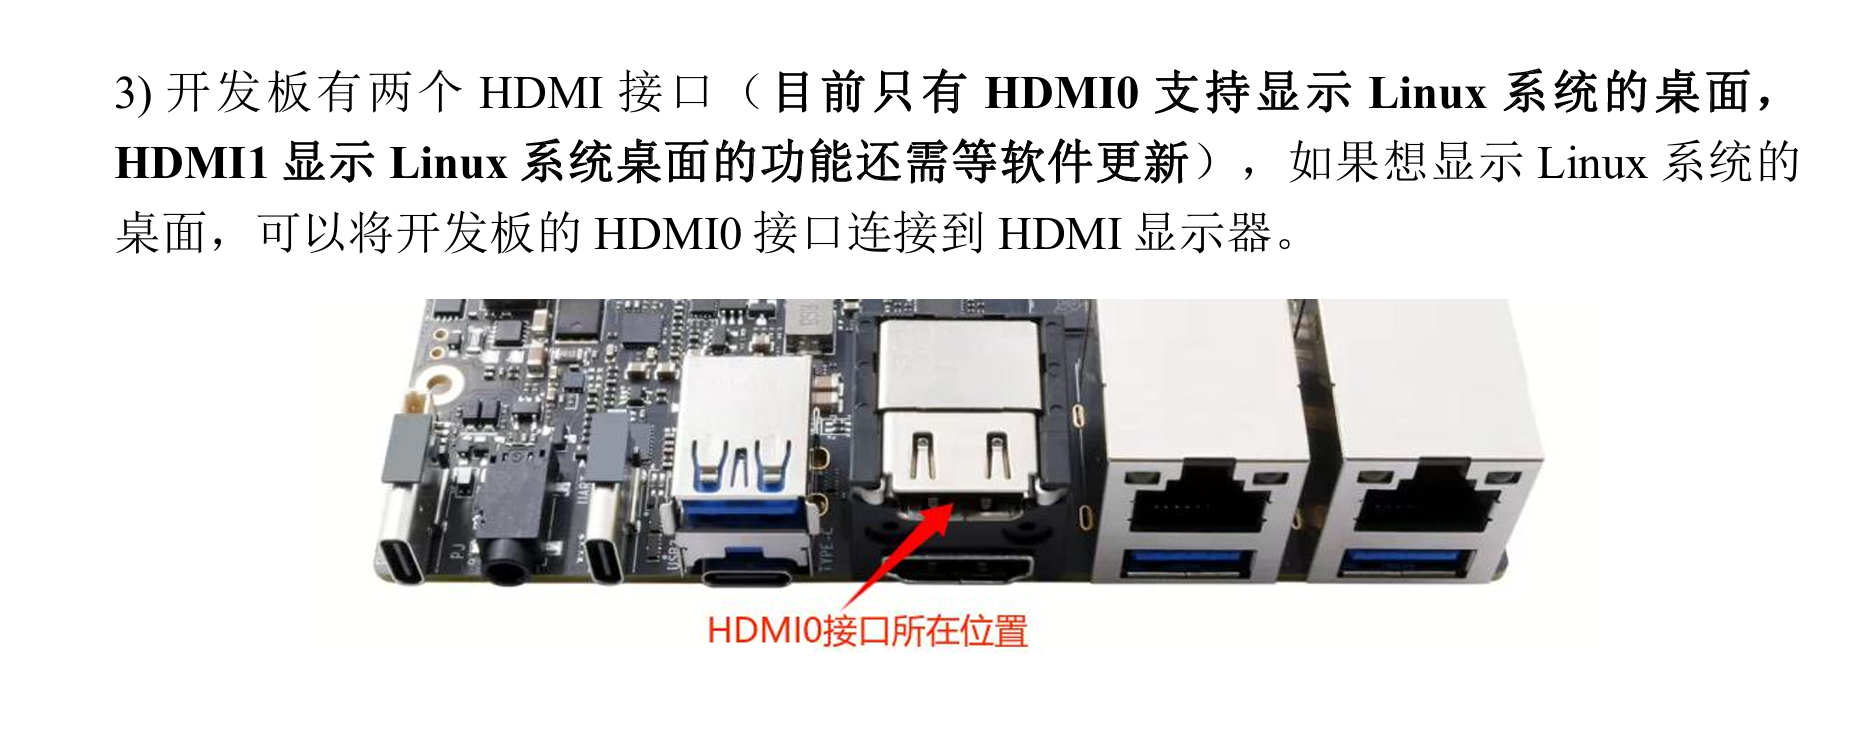 3) 开发板有两个 HDMI 接口（目前只有 HDMI0 支持显示 Linux 系统的桌面，
HDMI1 显示 Linux 系统桌面的功能还需等软件更新），如果想显示 Linux 系统的
桌面，可以将开发板的 HDMI0 接口连接到 HDMI 显示器。
TYPE-C
HDMI0接口所在位置